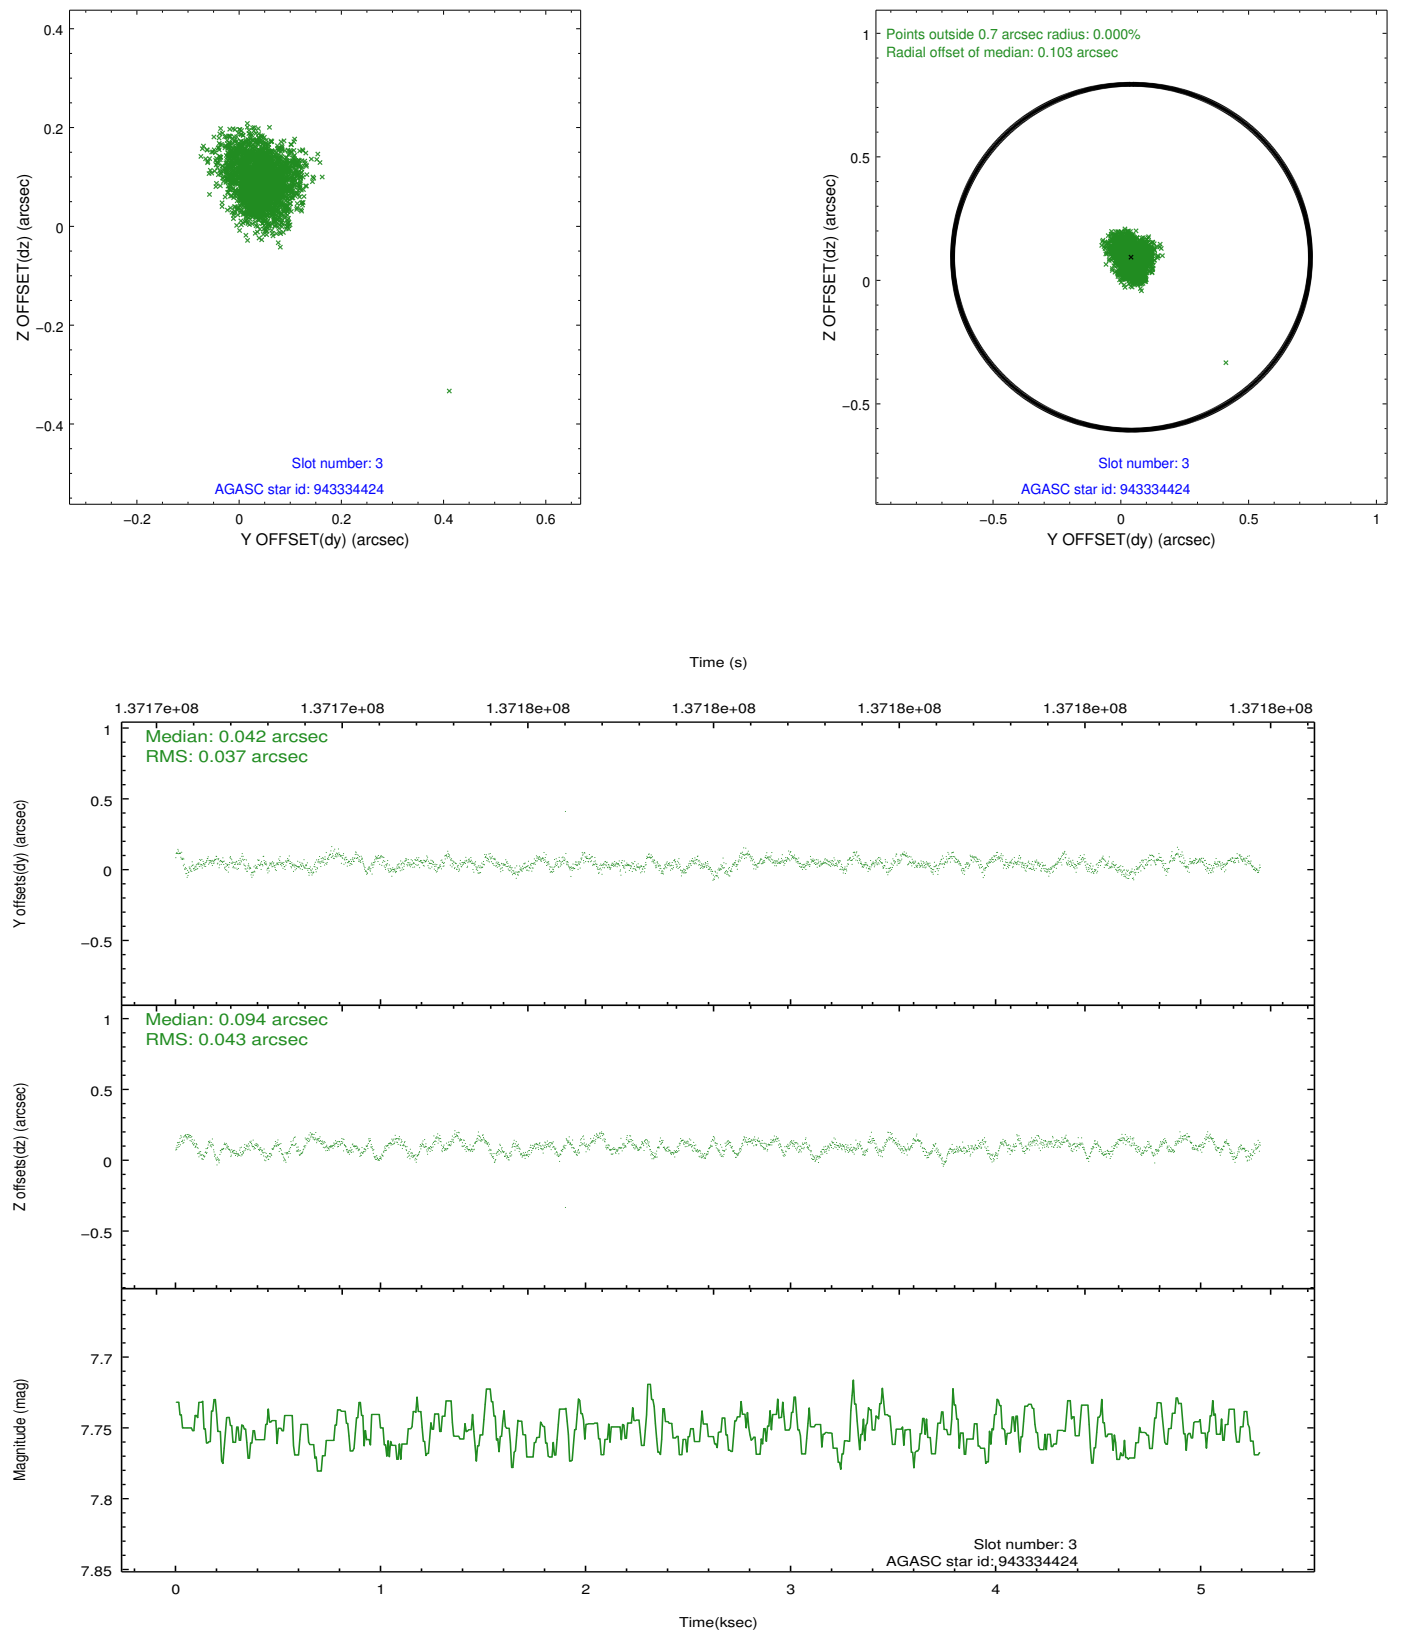 0.4
0.2
0
−0.2
−0.4
Z OFFSET(dz) (arcsec)
Slot number: 3
AGASC star id: 943334424
−0.2 0 0.2 0.4 0.6
Y OFFSET(dy) (arcsec)
Points outside 0.7 arcsec radius: 0.000%
Radial offset of median: 0.103 arcsec
1
0.5
0
−0.5
Z OFFSET(dz) (arcsec)
Slot number: 3
AGASC star id: 943334424
−0.5 0 0.5 1
Y OFFSET(dy) (arcsec)
Time (s)
1.3717e+08 1.3717e+08 1.3718e+08 1.3718e+08 1.3718e+08 1.3718e+08 1.3718e+08
Median: 0.042 arcsec
RMS: 0.037 arcsec
1
0.5
0
−0.5
Y offsets(dy) (arcsec)
Median: 0.094 arcsec
RMS: 0.043 arcsec
1
0.5
0
−0.5
Z offsets(dz) (arcsec)
7.7
7.75
7.8
7.85
Magnitude (mag)
Slot number: 3
AGASC star id: 943334424
0 1 2 3 4 5
Time(ksec)